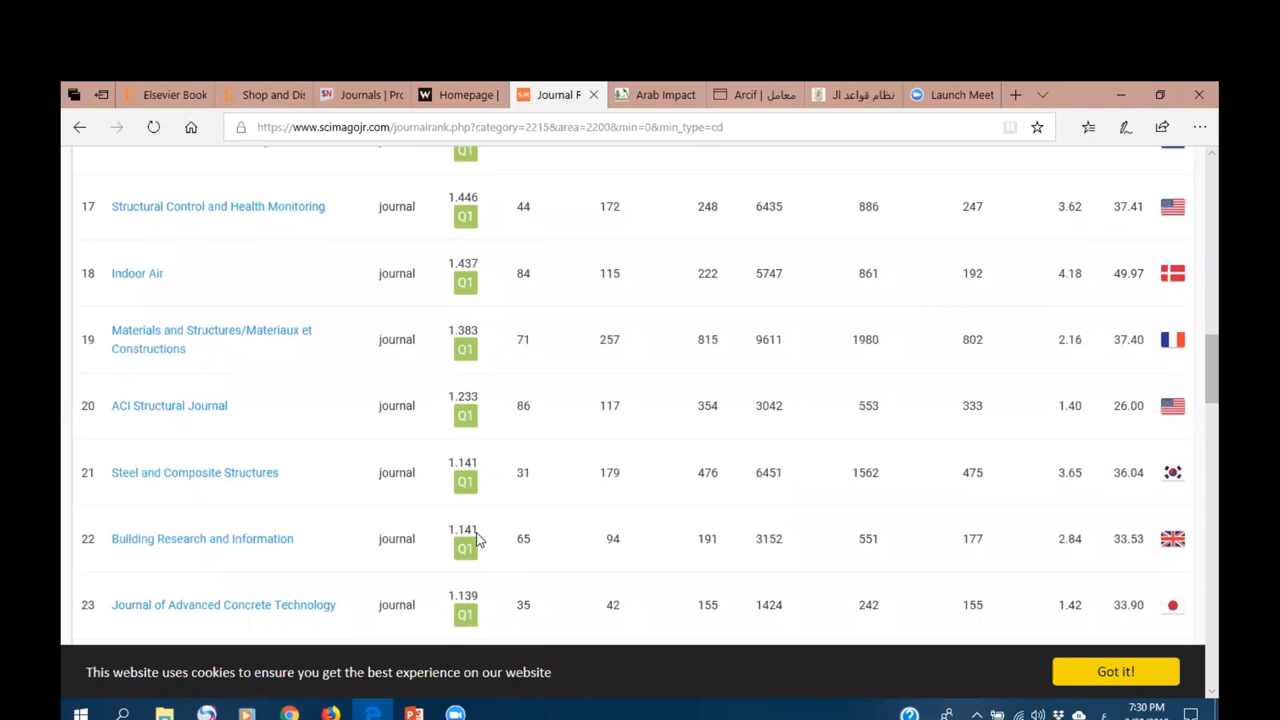 Elsevier Book
Shop and Dis
SN Journals | Pro
W Homepage |
SJR Journal F
Arab Impact
معامل | Arcif
نظام قواعد ال
Launch Meet
https://www.scimagojr.com/journalrank.php?category=2215&area=2200&min=0&min_type=cd
Q1
17 Structural Control and Health Monitoring journal 1.446 Q1 44 172 248 6435 886 247 3.62 37.41
18 Indoor Air journal 1.437 Q1 84 115 222 5747 861 192 4.18 49.97
19 Materials and Structures/Materiaux et
Constructions journal 1.383 Q1 71 257 815 9611 1980 802 2.16 37.40
20 ACI Structural Journal journal 1.233 Q1 86 117 354 3042 553 333 1.40 26.00
21 Steel and Composite Structures journal 1.141 Q1 31 179 476 6451 1562 475 3.65 36.04
22 Building Research and Information journal 1.141 Q1 65 94 191 3152 551 177 2.84 33.53
23 Journal of Advanced Concrete Technology journal 1.139 Q1 35 42 155 1424 242 155 1.42 33.90
This website uses cookies to ensure you get the best experience on our website
Got it!
7:30 PM